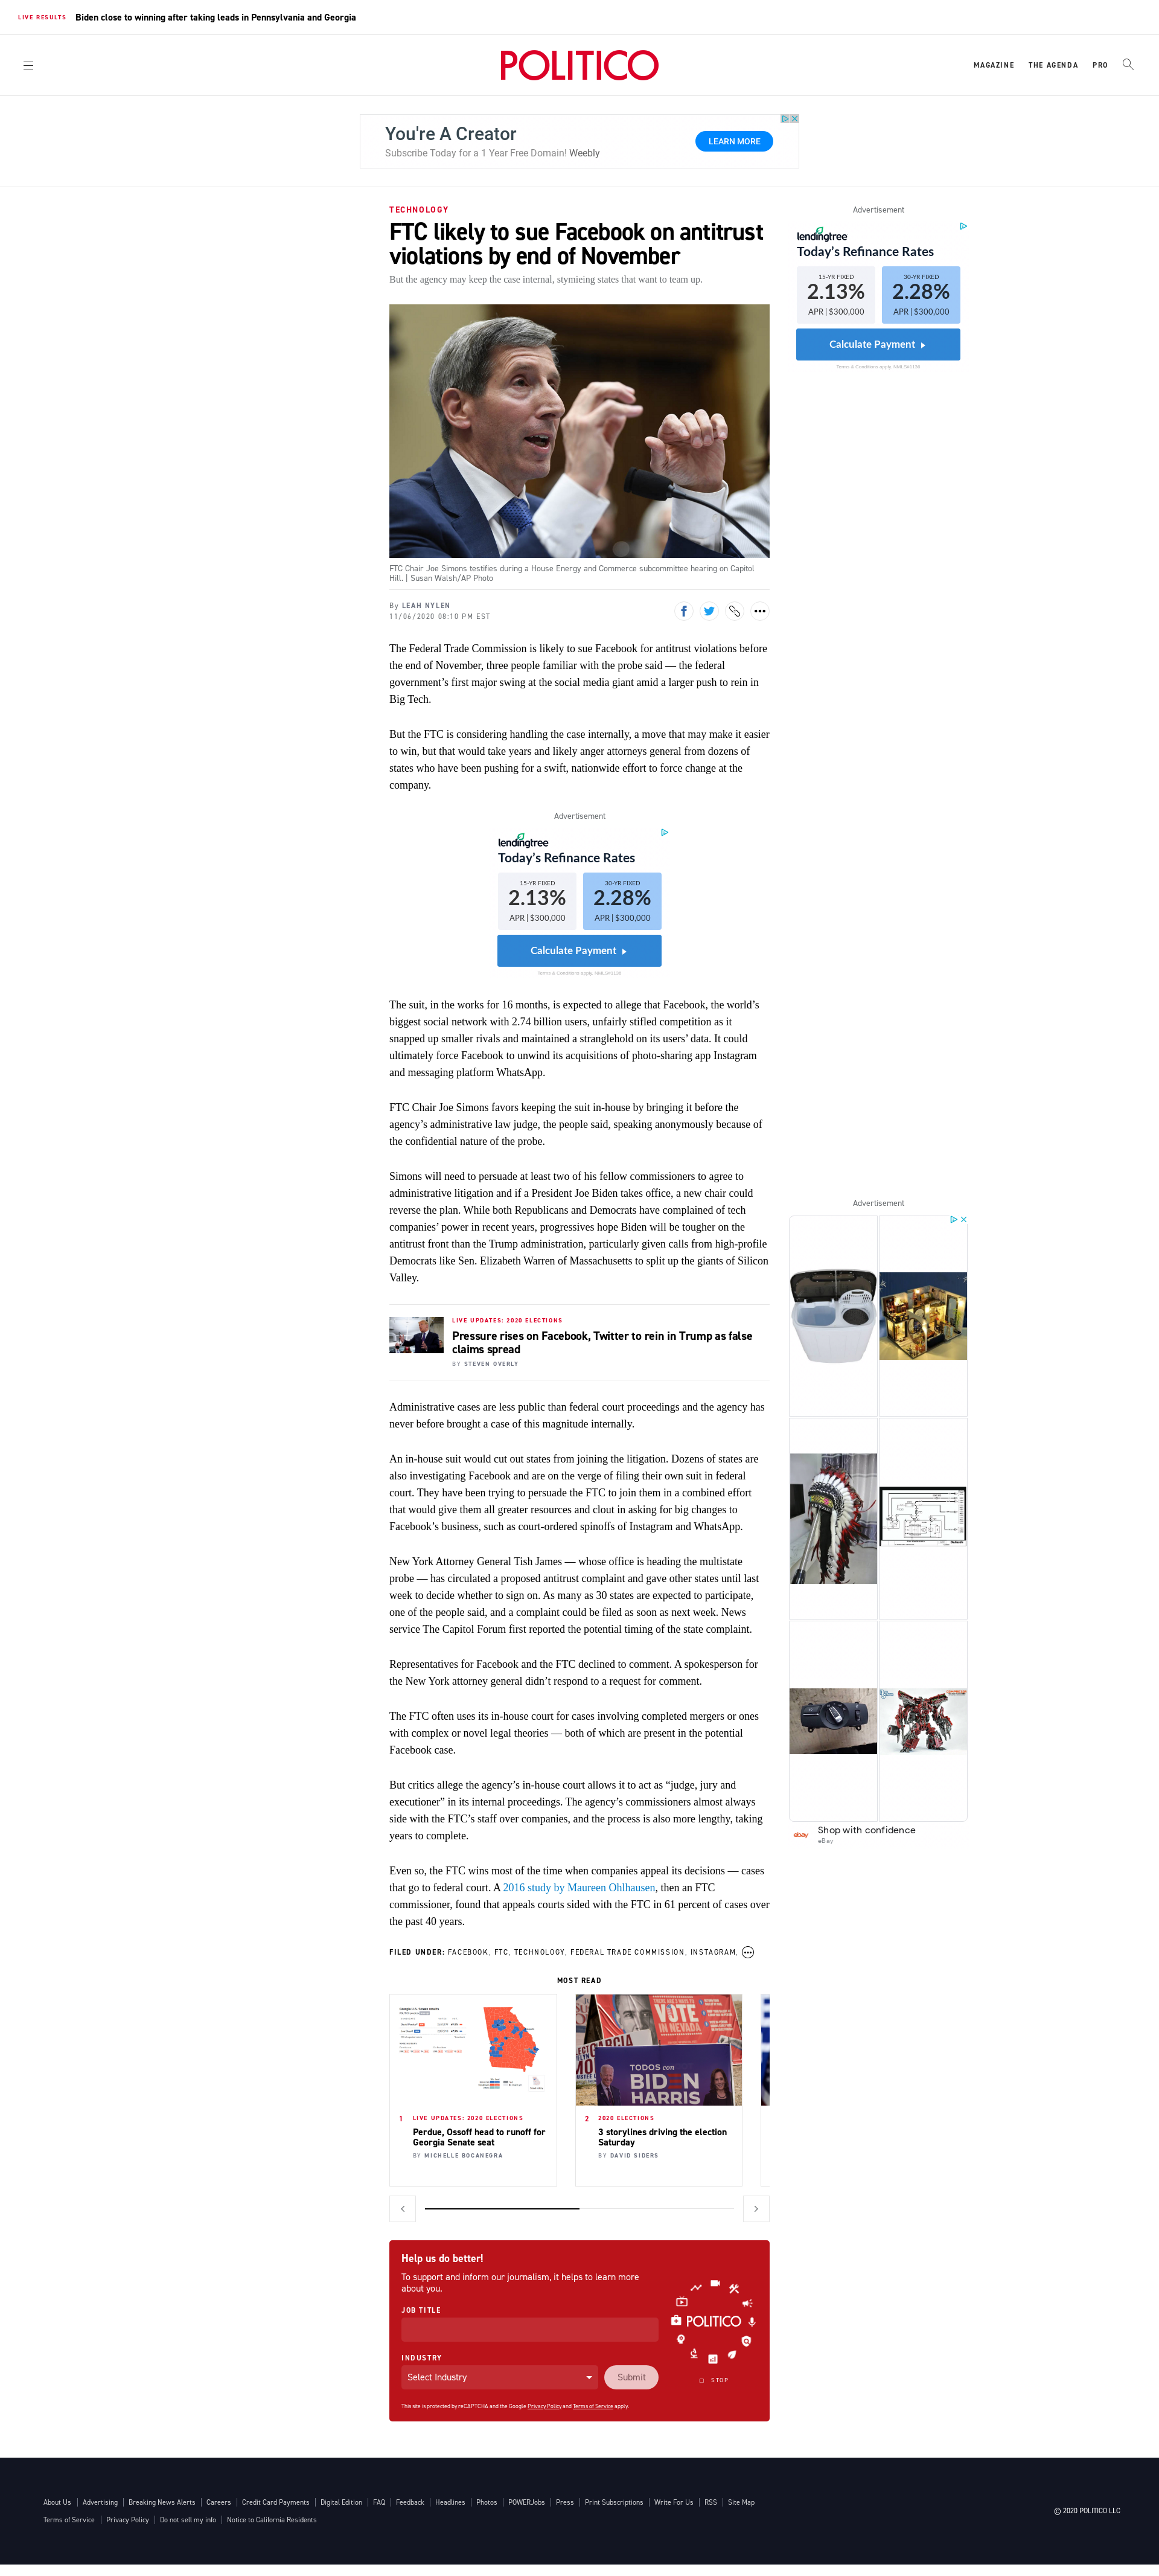 LIVE RESULTS Biden close to winning after taking leads in Pennsylvania and Georgia
POLITICO
MAGAZINE THE AGENDA PRO
You're A Creator
Subscribe Today for a 1 Year Free Domain! Weebly
LEARN MORE
TECHNOLOGY
FTC likely to sue Facebook on antitrust
violations by end of November
But the agency may keep the case internal, stymieing states that want to team up.
Advertisement
lendingtree
Today's Refinance Rates
15-YR FIXED 30-YR FIXED
2.13% 2.28%
APR | $300,000 APR | $300,000
Calculate Payment
FTC Chair Joe Simons testifies during a House Energy and Commerce subcommittee hearing on Capitol
Hill. | Susan Walsh/AP Photo
By LEAH NYLEN
11/06/2020 08:10 PM EST
The Federal Trade Commission is likely to sue Facebook for antitrust violations before
the end of November, three people familiar with the probe said — the federal
government's first major swing at the social media giant amid a larger push to rein in
Big Tech.
But the FTC is considering handling the case internally, a move that may make it easier
to win, but that would take years and likely anger attorneys general from dozens of
states who have been pushing for a swift, nationwide effort to force change at the
company.
Advertisement
lendingtree
Today's Refinance Rates
15-YR FIXED 30-YR FIXED
2.13% 2.28%
APR | $300,000 APR | $300,000
Calculate Payment
The suit, in the works for 16 months, is expected to allege that Facebook, the world's
biggest social network with 2.74 billion users, unfairly stifled competition as it
snapped up smaller rivals and maintained a stranglehold on its users' data. It could
ultimately force Facebook to unwind its acquisitions of photo-sharing app Instagram
and messaging platform WhatsApp.
FTC Chair Joe Simons favors keeping the suit in-house by bringing it before the
agency's administrative law judge, the people said, speaking anonymously because of
the confidential nature of the probe.
Simons will need to persuade at least two of his fellow commissioners to agree to
administrative litigation and if a President Joe Biden takes office, a new chair could
reverse the plan. While both Republicans and Democrats have complained of tech
companies' power in recent years, progressives hope Biden will be tougher on the
antitrust front than the Trump administration, particularly given calls from high-profile
Democrats like Sen. Elizabeth Warren of Massachusetts to split up the giants of Silicon
Valley.
Advertisement
LIVE UPDATES: 2020 ELECTIONS
Pressure rises on Facebook, Twitter to rein in Trump as false
claims spread
BY STEVEN OVERLY
Administrative cases are less public than federal court proceedings and the agency has
never before brought a case of this magnitude internally.
An in-house suit would cut out states from joining the litigation. Dozens of states are
also investigating Facebook and are on the verge of filing their own suit in federal
court. They have been trying to persuade the FTC to join them in a combined effort
that would give them all greater resources and clout in asking for big changes to
Facebook's business, such as court-ordered spinoffs of Instagram and WhatsApp.
New York Attorney General Tish James — whose office is heading the multistate
probe — has circulated a proposed antitrust complaint and gave other states until last
week to decide whether to sign on. As many as 30 states are expected to participate,
one of the people said, and a complaint could be filed as soon as next week. News
service The Capitol Forum first reported the potential timing of the state complaint.
Representatives for Facebook and the FTC declined to comment. A spokesperson for
the New York attorney general didn't respond to a request for comment.
The FTC often uses its in-house court for cases involving completed mergers or ones
with complex or novel legal theories — both of which are present in the potential
Facebook case.
But critics allege the agency's in-house court allows it to act as “judge, jury and
executioner” in its internal proceedings. The agency's commissioners almost always
side with the FTC's staff over companies, and the process is also more lengthy, taking
years to complete.
Shop with confidence
ebay
eBay
Even so, the FTC wins most of the time when companies appeal its decisions — cases
that go to federal court. A 2016 study by Maureen Ohlhausen, then an FTC
commissioner, found that appeals courts sided with the FTC in 61 percent of cases over
the past 40 years.
FILED UNDER: FACEBOOK, FTC, TECHNOLOGY, FEDERAL TRADE COMMISSION, INSTAGRAM,
MOST READ
VOTE
IN NEVADA
GARCIA
TODOS con
BIDEN
HARRIS
1 LIVE UPDATES: 2020 ELECTIONS
Perdue, Ossoff head to runoff for
Georgia Senate seat
BY MICHELLE BOCANEGRA
2 2020 ELECTIONS
3 storylines driving the election
Saturday
BY DAVID SIDERS
Help us do better!
To support and inform our journalism, it helps to learn more
about you.
JOB TITLE
INDUSTRY
Select Industry
Submit
POLITICO
STOP
This site is protected by reCAPTCHA and the Google Privacy Policy and Terms of Service apply.
About Us Advertising Breaking News Alerts Careers Credit Card Payments Digital Edition FAQ Feedback Headlines Photos POWERJobs Press Print Subscriptions Write For Us RSS Site Map
Terms of Service Privacy Policy Do not sell my info Notice to California Residents
© 2020 POLITICO LLC